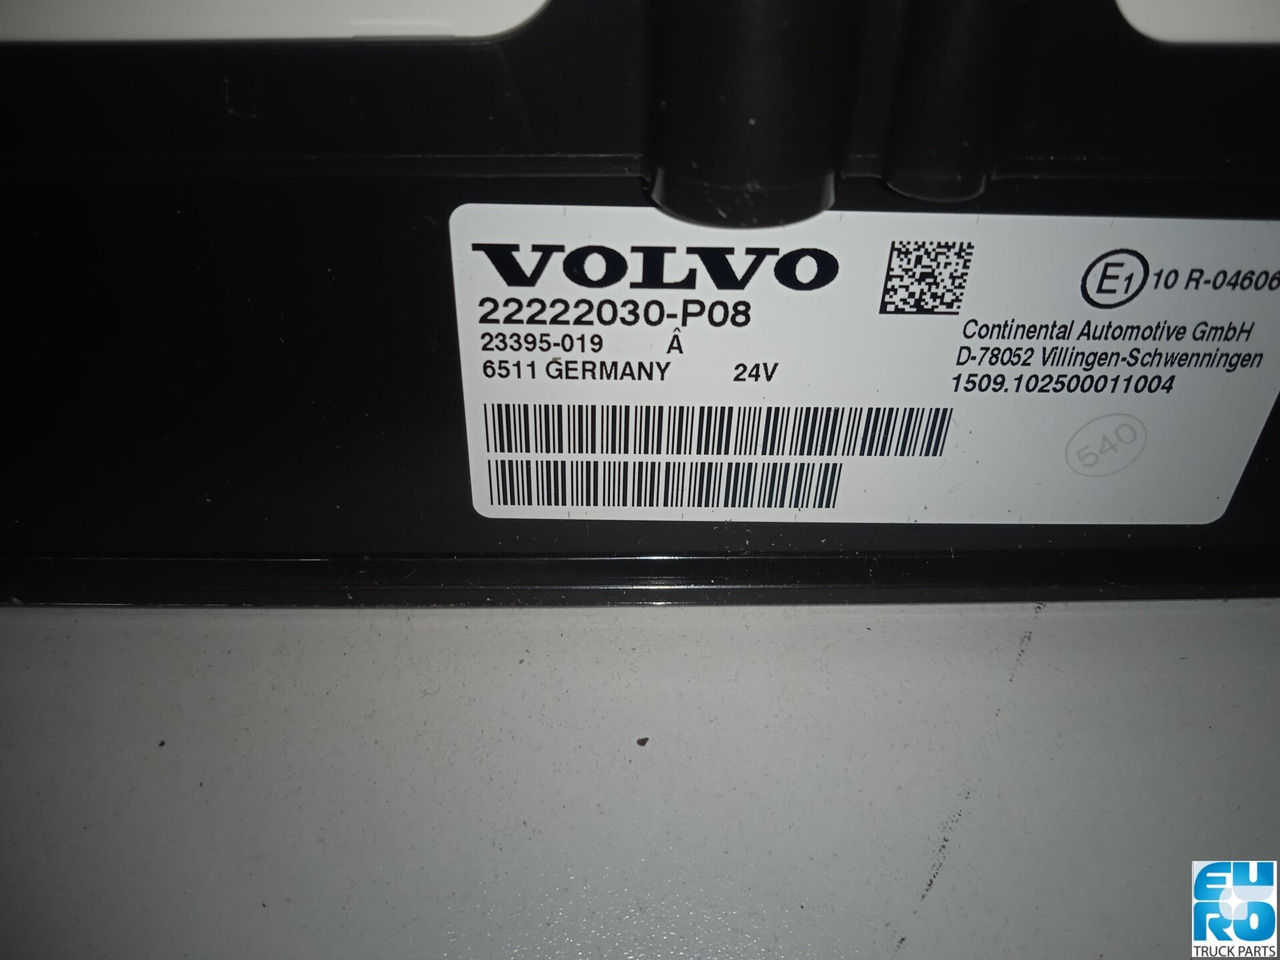 VOLVO
22222030-P08
23395-019 Â
6511 GERMANY 24V
E1 10 R-04606
Continental Automotive GmbH
D-78052 Villingen-Schwenningen
1509.102500011004
540
EURO
TRUCK PARTS